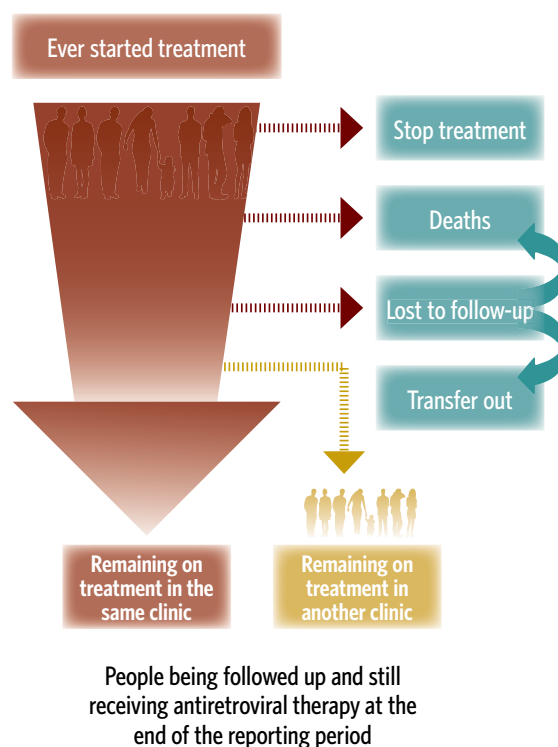 Ever started treatment
Stop treatment
Deaths
Lost to follow-up
Transfer out
Remaining on
treatment in the
same clinic
Remaining on
treatment in
another clinic
People being followed up and still
receiving antiretroviral therapy at the
end of the reporting period